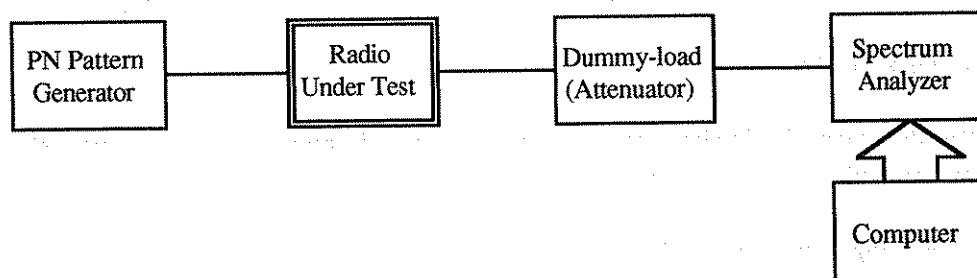 PN Pattern
Generator
Radio
Under Test
Dummy-load
(Attenuator)
Spectrum
Analyzer
Computer